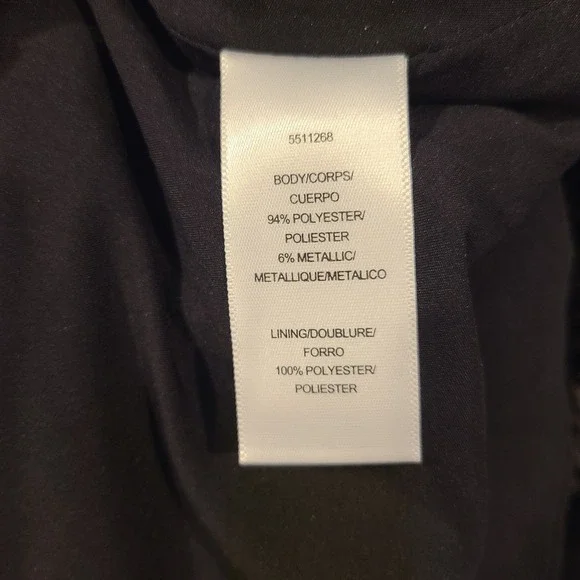 5511268
BODY/CORPS/
CUERPO
94% POLYESTER/
POLIESTER
6% METALLIC/
METALLIQUE/METALICO
LINING/DOUBLURE/
FORRO
100% POLYESTER/
POLIESTER